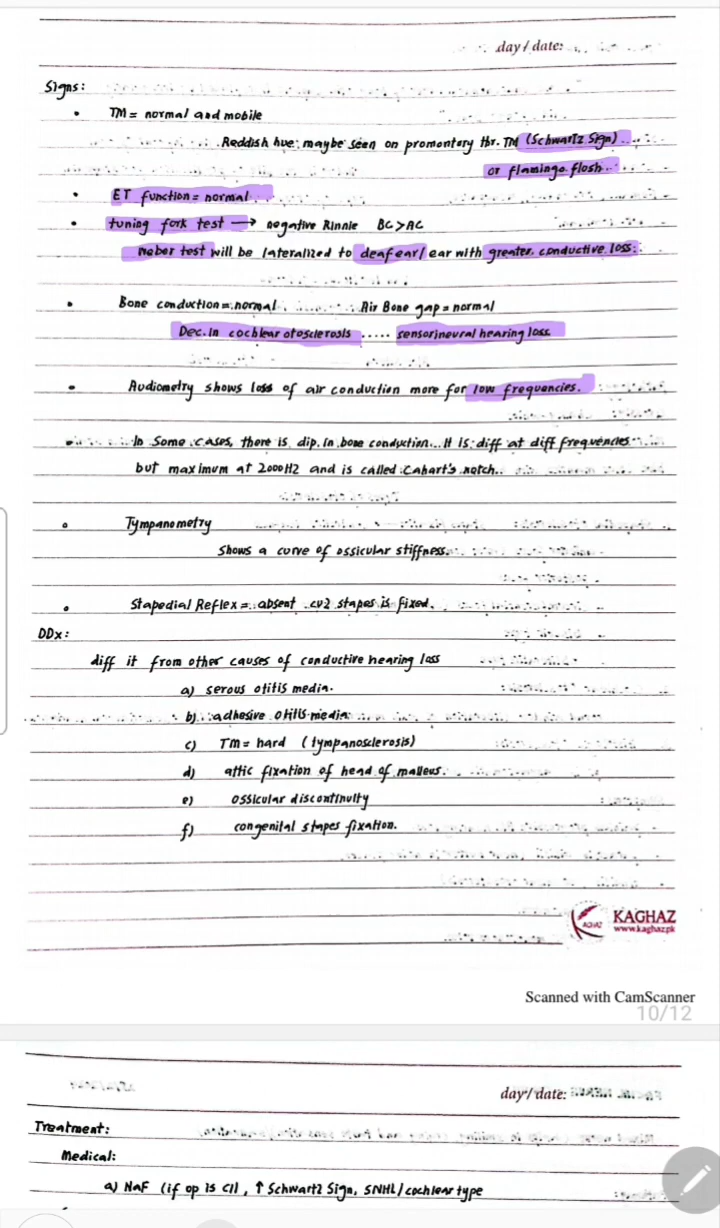 day / date:
Signs:
• TM = normal and mobile
Reddish hue maybe seen on promontory thr. TM (Schwartz Sign)
or flamingo flosh
• ET function = normal
• tuning fork test → negative Rinnie BC > AC
weber test will be lateralized to deaf ear/ ear with greater conductive loss.
• Bone conduction = normal. Air Bone gap = normal
Dec. in cochlear otosclerosis ..... sensorineural hearing loss
• Audiometry shows loss of air conduction more for low frequencies.
• In some cases, there is dip in bone conduction... It is diff at diff frequencies
but maximum at 2000Hz and is called Cahart's notch.
• Tympanometry
shows a curve of ossicular stiffness.
• Stapedial Reflex = absent cuz stapes is fixed.
DDx:
diff it from other causes of conductive hearing loss
a) serous otitis media.
b) adhesive otitis media
c) TM = hard (tympanosclerosis)
d) attic fixation of head of malleus.
e) ossicular discontinuity
f) congenital stapes fixation.
KAGHAZ
www.kaghaz.pk
Scanned with CamScanner
10/12
day / date:
Treatment:
Medical:
a) NaF (if op is CI), ↑ Schwartz Sign, SNHL / cochlear type